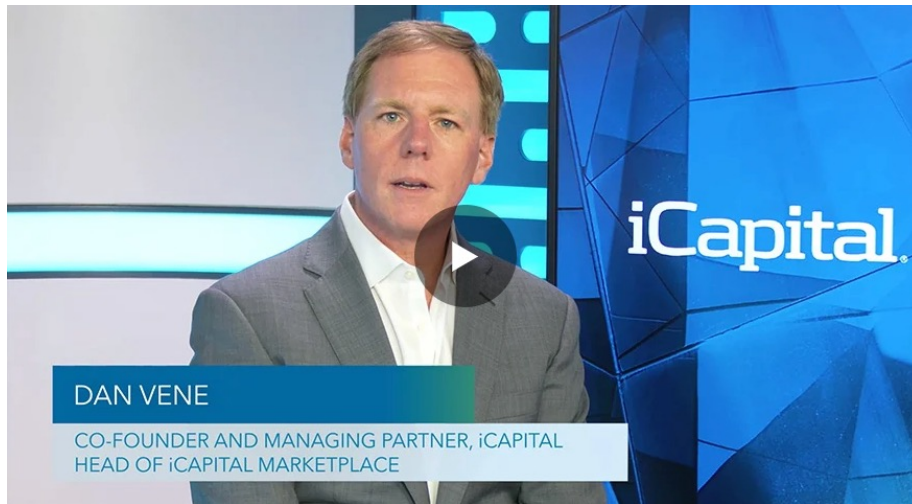 iCapital.
DAN VENE
CO-FOUNDER AND MANAGING PARTNER, iCAPITAL
HEAD OF iCAPITAL MARKETPLACE